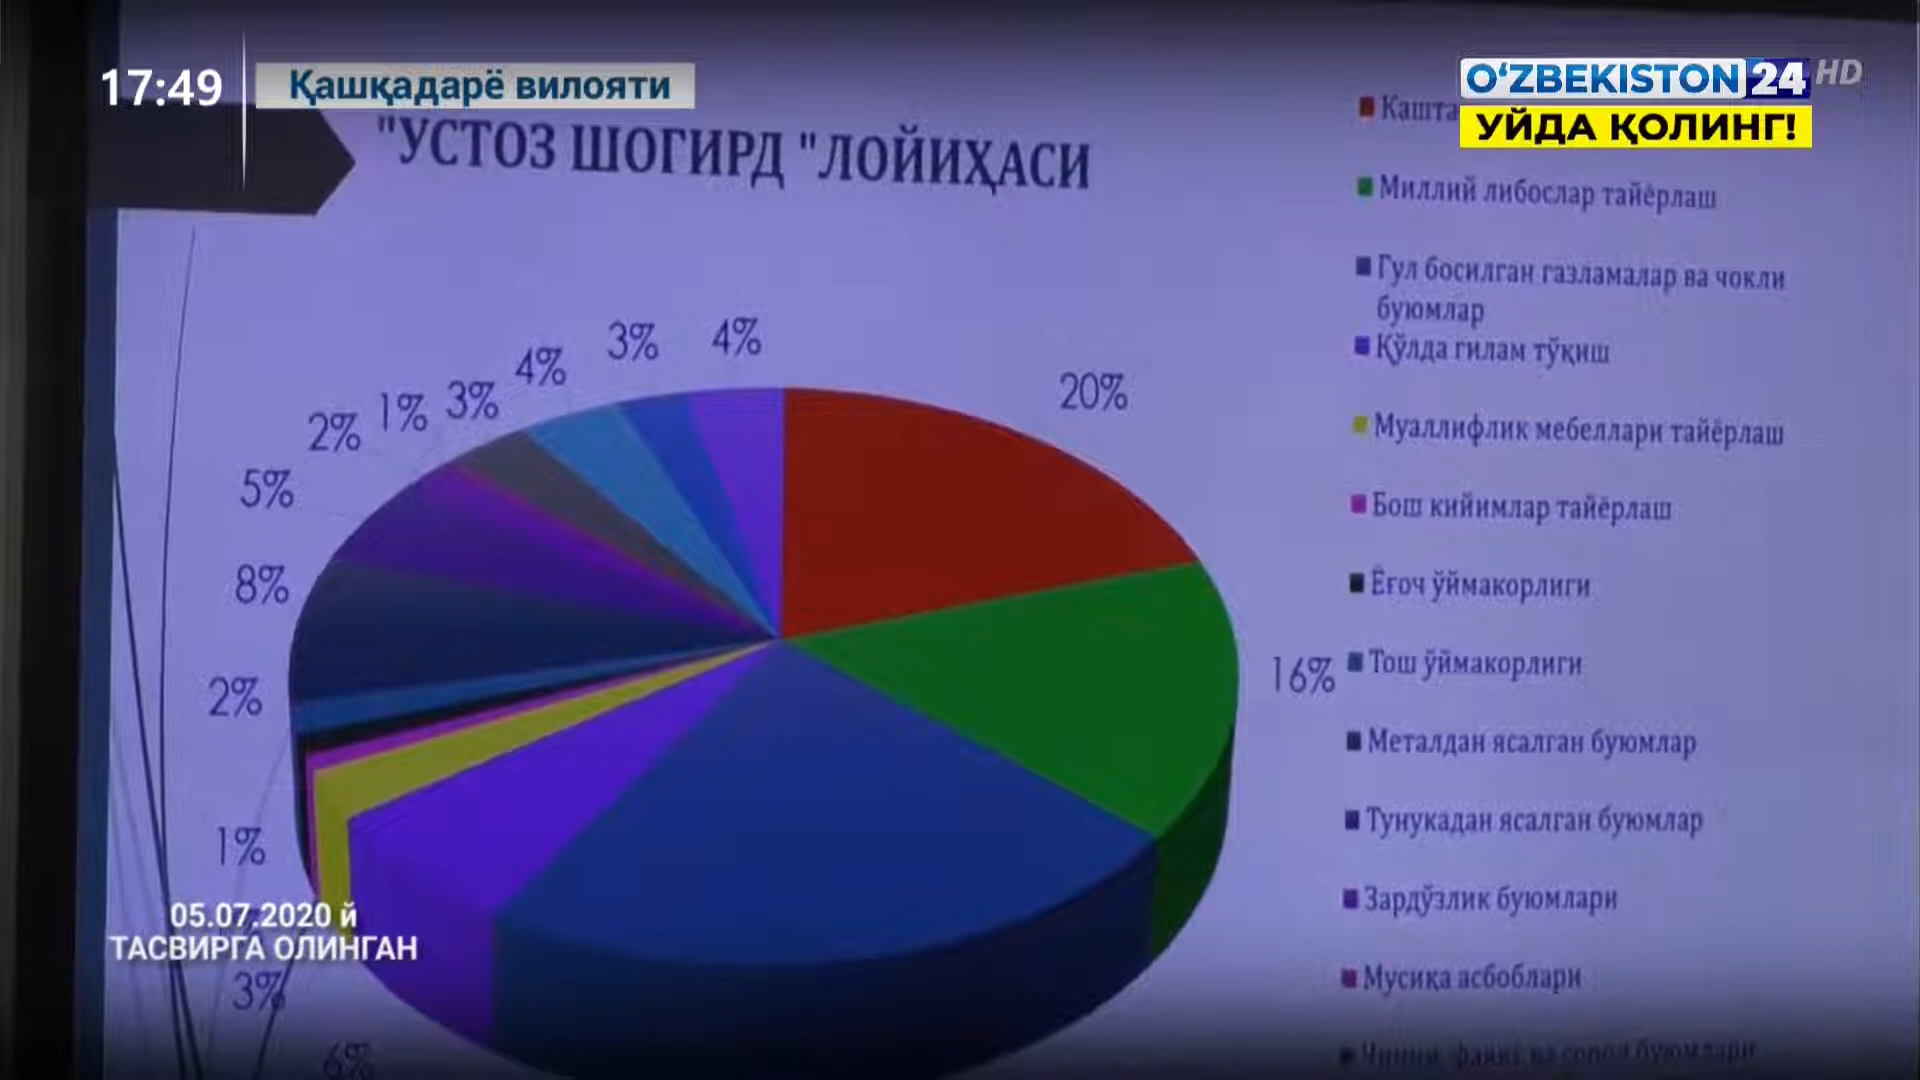 17:49
Қашқадарё вилояти
O‘ZBEKISTON 24 HD
УЙДА ҚОЛИНГ!
"УСТОЗ ШОГИРД "ЛОЙИҲАСИ
4%
3%
4%
3%
1%
2%
5%
8%
2%
1%
3%
6%
20%
16%
Миллий либослар тайёрлаш
Гул босилган газламалар ва чокли
буюмлар
Қўлда гилам тўқиш
Муаллифлик мебеллари тайёрлаш
Бош кийимлар тайёрлаш
Ёғоч ўймакорлиги
Тош ўймакорлиги
Металдан ясалган буюмлар
Тунукадан ясалган буюмлар
Зардўзлик буюмлари
Мусиқа асбоблари
05.07.2020 й
ТАСВИРГА ОЛИНГАН